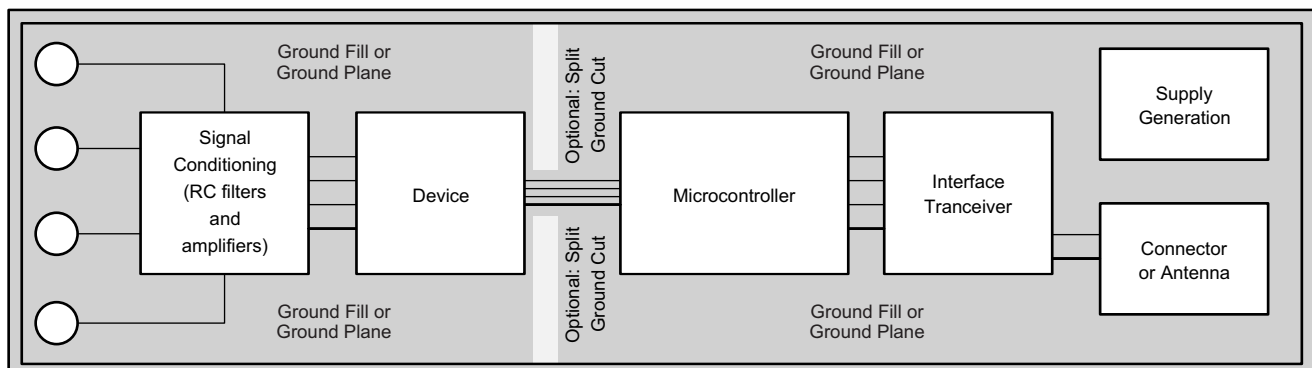 Ground Fill or
Ground Plane
Optional: Split
Ground Cut
Ground Fill or
Ground Plane
Supply
Generation
Signal
Conditioning
(RC filters
and
amplifiers)
Device
Microcontroller
Interface
Tranceiver
Connector
or Antenna
Ground Fill or
Ground Plane
Optional: Split
Ground Cut
Ground Fill or
Ground Plane